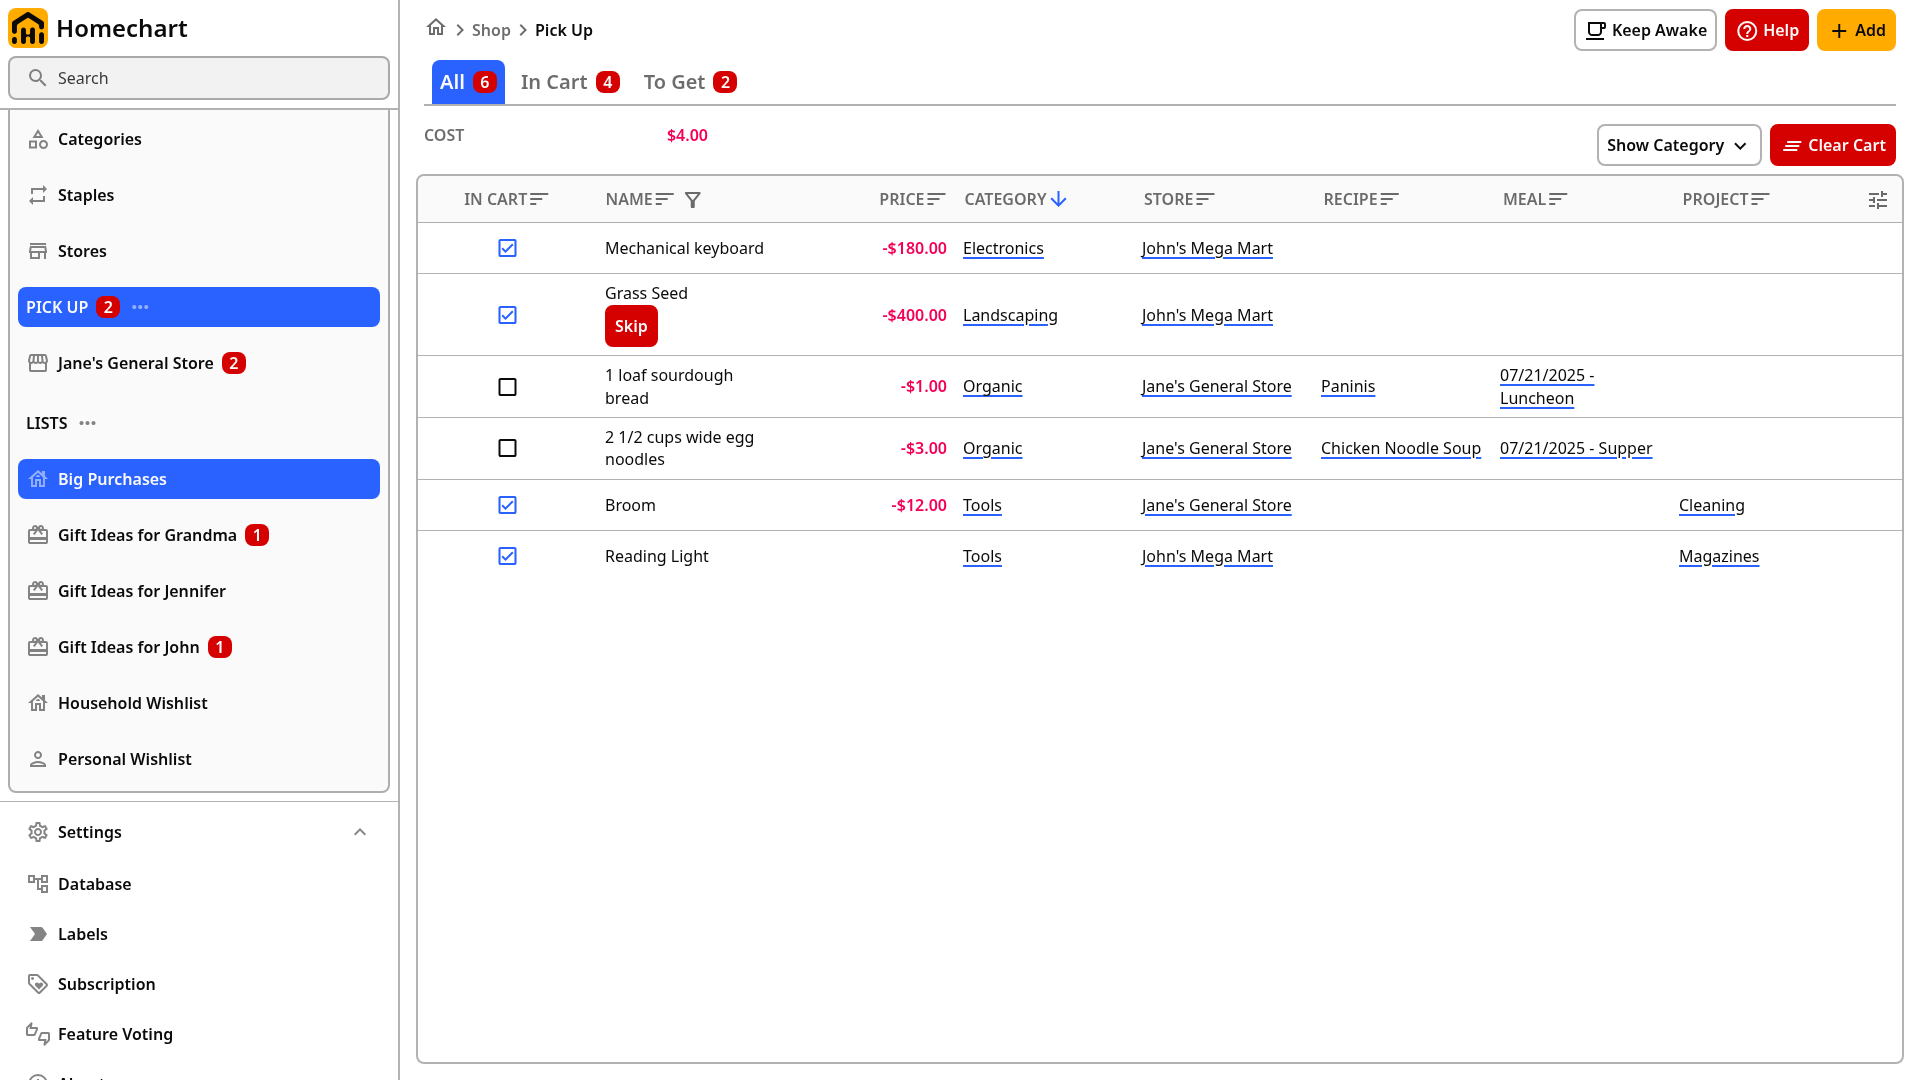 Homechart
Search
Categories
Staples
Stores
PICK UP 2 ...
Jane's General Store 2
LISTS ...
Big Purchases
Gift Ideas for Grandma 1
Gift Ideas for Jennifer
Gift Ideas for John 1
Household Wishlist
Personal Wishlist
Settings
Database
Labels
Subscription
Feature Voting
Shop > Pick Up
Keep Awake Help + Add
All 6 In Cart 4 To Get 2
COST $4.00
Show Category Clear Cart
IN CART NAME PRICE CATEGORY STORE RECIPE MEAL PROJECT
Mechanical keyboard -$180.00 Electronics John's Mega Mart
Grass Seed
Skip
-$400.00 Landscaping John's Mega Mart
1 loaf sourdough
bread
-$1.00 Organic Jane's General Store Paninis
07/21/2025 -
Luncheon
2 1/2 cups wide egg
noodles
-$3.00 Organic Jane's General Store Chicken Noodle Soup 07/21/2025 - Supper
Broom -$12.00 Tools Jane's General Store Cleaning
Reading Light Tools John's Mega Mart Magazines